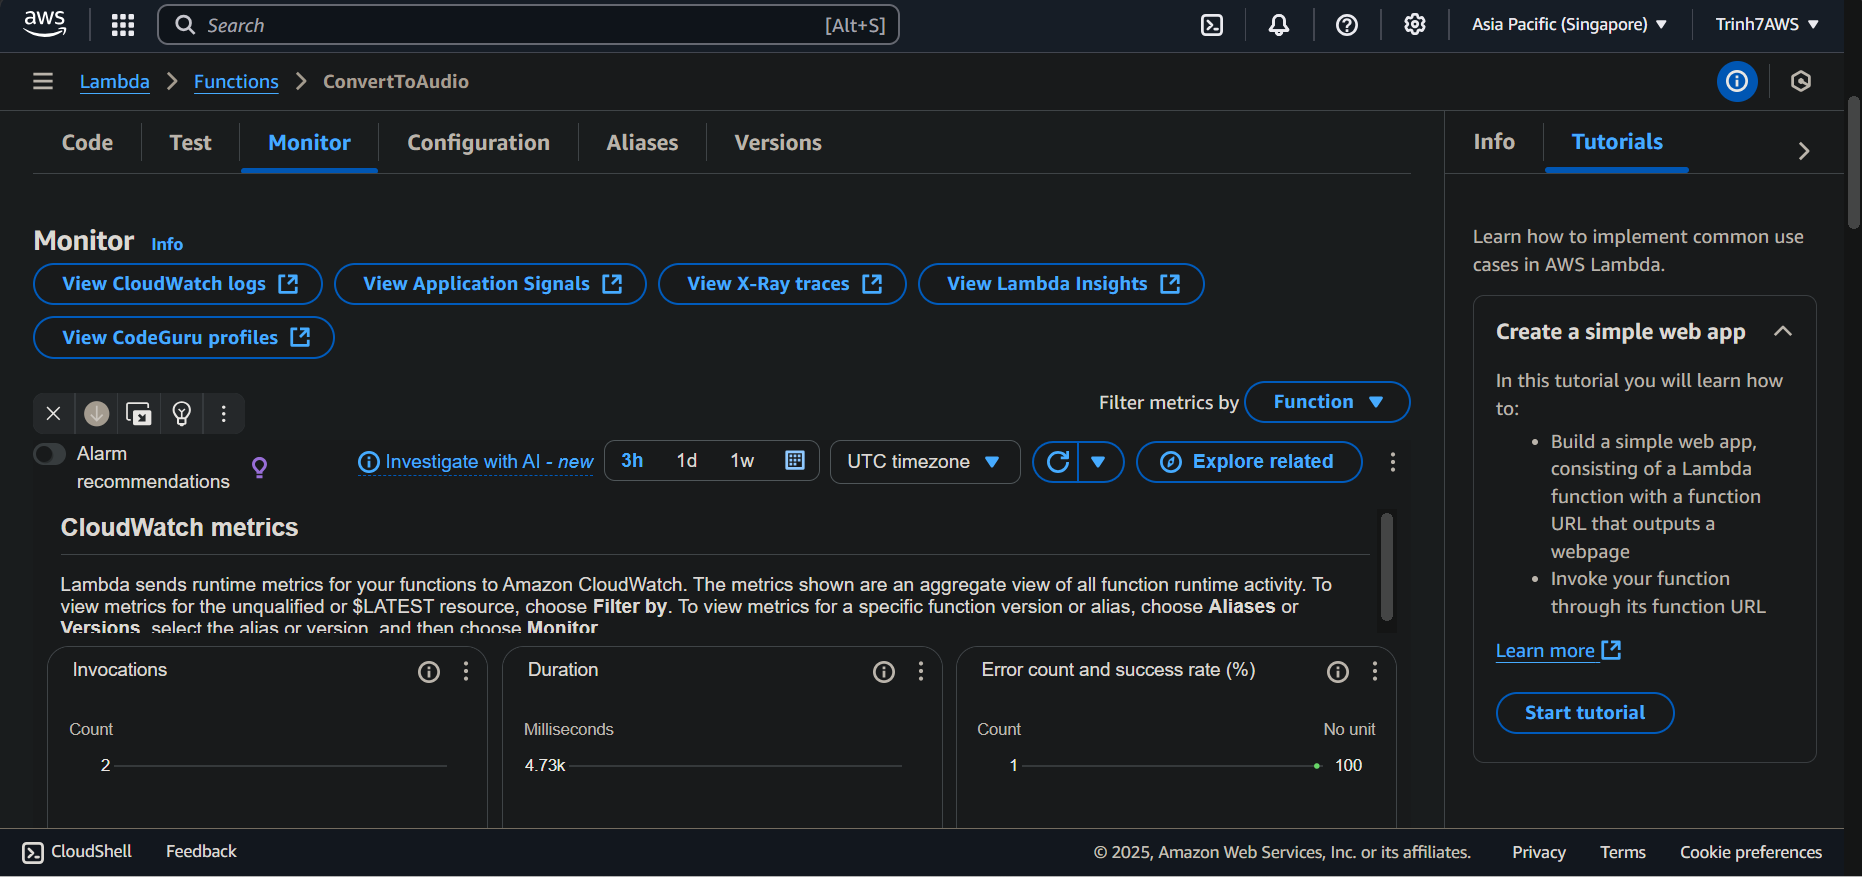 aws
Search [Alt+S]
Asia Pacific (Singapore)
Trinh7AWS
Lambda
Functions
ConvertToAudio
Code
Test
Monitor
Configuration
Aliases
Versions
Info
Tutorials
Monitor Info
View CloudWatch logs
View Application Signals
View X-Ray traces
View Lambda Insights
View CodeGuru profiles
Filter metrics by
Function
Alarm
recommendations
Investigate with AI - new
3h
1d
1w
UTC timezone
Explore related
CloudWatch metrics
Lambda sends runtime metrics for your functions to Amazon CloudWatch. The metrics shown are an aggregate view of all function runtime activity. To
view metrics for the unqualified or $LATEST resource, choose Filter by. To view metrics for a specific function version or alias, choose Aliases or
Versions, select the alias or version, and then choose Monitor
Invocations
Count
2
Duration
Milliseconds
4.73k
Error count and success rate (%)
Count
No unit
1
100
Learn how to implement common use
cases in AWS Lambda.
Create a simple web app
In this tutorial you will learn how
to:
• Build a simple web app,
consisting of a Lambda
function with a function
URL that outputs a
webpage
• Invoke your function
through its function URL
Learn more
Start tutorial
CloudShell
Feedback
© 2025, Amazon Web Services, Inc. or its affiliates.
Privacy
Terms
Cookie preferences